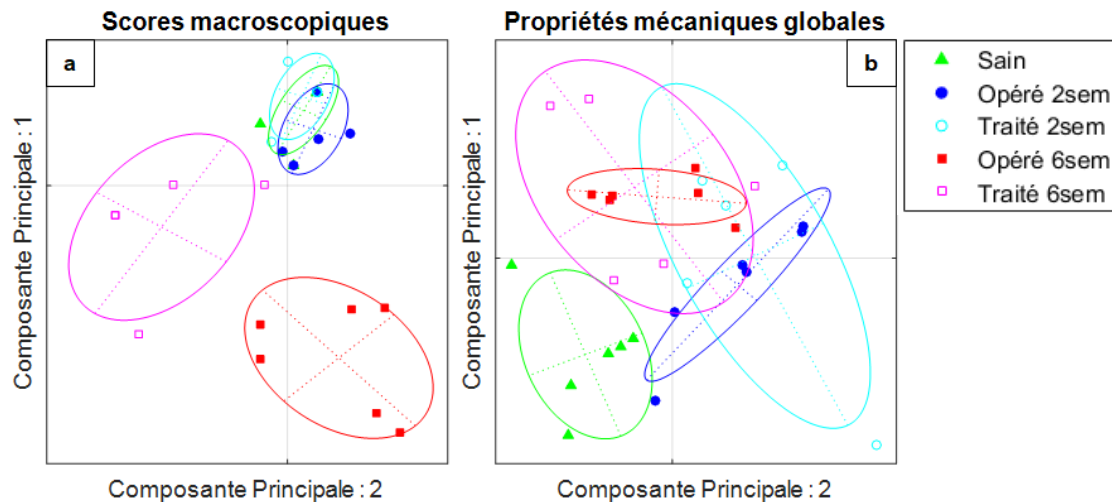 Scores macroscopiques
Propriétés mécaniques globales
a
b
Composante Principale : 1
Composante Principale : 1
Composante Principale : 2
Composante Principale : 2
Sain
Opéré 2sem
Traité 2sem
Opéré 6sem
Traité 6sem